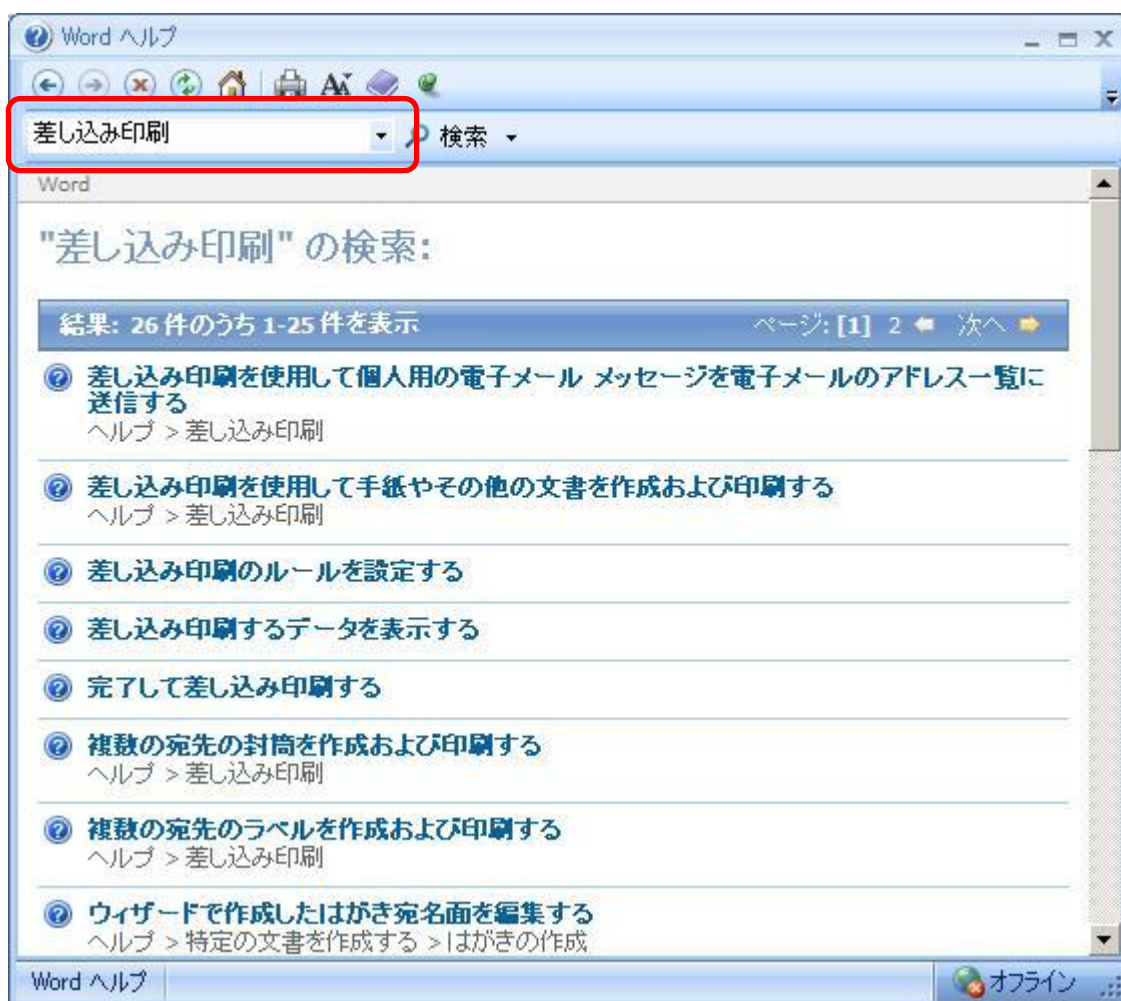 Word ヘルプ
差し込み印刷 検索
Word
"差し込み印刷" の検索:
結果: 26 件のうち 1-25 件を表示 ページ: [1] 2 次へ
差し込み印刷を使用して個人用の電子メール メッセージを電子メールのアドレス一覧に
送信する
ヘルプ > 差し込み印刷
差し込み印刷を使用して手紙やその他の文書を作成および印刷する
ヘルプ > 差し込み印刷
差し込み印刷のルールを設定する
差し込み印刷するデータを表示する
完了して差し込み印刷する
複数の宛先の封筒を作成および印刷する
ヘルプ > 差し込み印刷
複数の宛先のラベルを作成および印刷する
ヘルプ > 差し込み印刷
ウィザードで作成したはがき宛名面を編集する
ヘルプ > 特定の文書を作成する > はがきの作成
Word ヘルプ オフライン